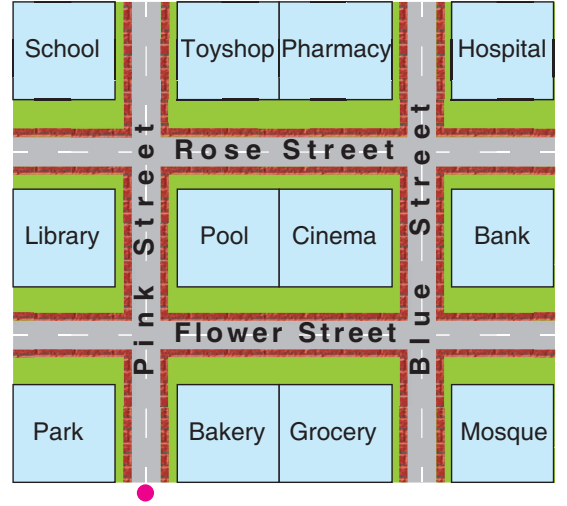 School
Toyshop
Pharmacy
Hospital
Rose Street
Pink Street
Blue Street
Library
Pool
Cinema
Bank
Flower Street
Park
Bakery
Grocery
Mosque